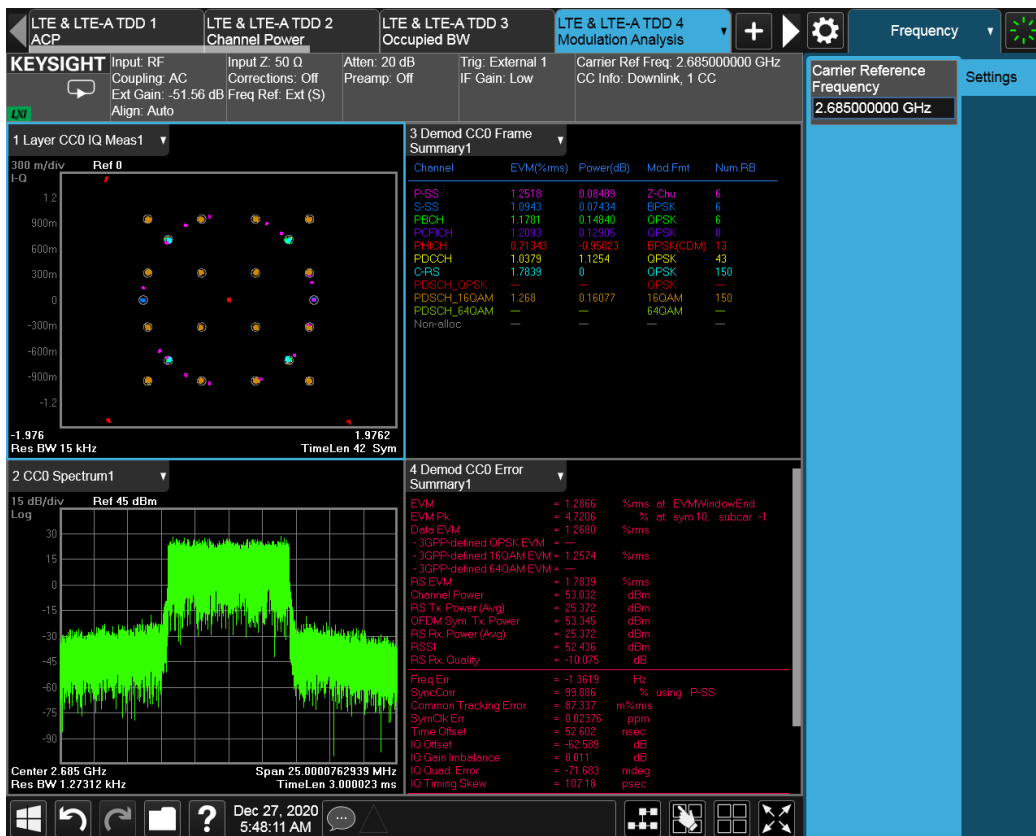 LTE & LTE-A TDD 1
ACP
LTE & LTE-A TDD 2
Channel Power
LTE & LTE-A TDD 3
Occupied BW
LTE & LTE-A TDD 4
Modulation Analysis
Frequency
KEYSIGHT
LXI
Input: RF
Coupling: AC
Ext Gain: -51.56 dB
Align: Auto
Input Z: 50 Ω
Corrections: Off
Freq Ref: Ext (S)
Atten: 20 dB
Preamp: Off
Trig: External 1
IF Gain: Low
Carrier Ref Freq: 2.685000000 GHz
CC Info: Downlink, 1 CC
Carrier Reference
Frequency
2.685000000 GHz
Settings
1 Layer CC0 IQ Meas1
300 m/div Ref 0
I-Q
1.2
900m
600m
300m
0
-300m
-600m
-900m
-1.2
-1.976 1.9762
Res BW 15 kHz TimeLen 42 Sym
3 Demod CC0 Frame
Summary1
Channel EVM(%rms) Power(dB) Mod.Fmt Num.RB
P-SS 1.2518 0.08489 Z-Chu 6
S-SS 1.0943 0.07434 BPSK 6
PBCH 1.1781 0.14840 QPSK 6
PCFICH 1.2093 0.12905 QPSK 8
PHICH 0.71343 -0.95023 BPSK(CDM) 13
PDCCH 1.0379 1.1254 QPSK 43
C-RS 1.7839 0 QPSK 150
PDSCH_QPSK — — QPSK —
PDSCH_16QAM 1.268 0.16077 16QAM 150
PDSCH_64QAM — — 64QAM —
Non-alloc — — —
2 CC0 Spectrum1
15 dB/div Ref 45 dBm
Log
30
15
0
-15
-30
-45
-60
-75
-90
Center 2.685 GHz Span 25.0000762939 MHz
Res BW 1.27312 kHz TimeLen 3.000023 ms
4 Demod CC0 Error
Summary1
EVM = 1.2866 %rms at EVMWindowEnd
EVM Pk = 4.7206 % at sym 10, subcar -1
Data EVM = 1.2680 %rms
- 3GPP-defined QPSK EVM = —
- 3GPP-defined 16QAM EVM = 1.2574 %rms
- 3GPP-defined 64QAM EVM = —
RS EVM = 1.7839 %rms
Channel Power = 53.032 dBm
RS Tx. Power (Avg) = 25.372 dBm
OFDM Sym. Tx. Power = 53.345 dBm
RS Rx. Power (Avg) = 25.372 dBm
RSSI = 52.436 dBm
RS Rx. Quality = -10.075 dB
Freq Err = -1.3619 Hz
SyncCorr = 99.886 % using P-SS
Common Tracking Error = 87.337 m%rms
SymClk Err = 0.02376 ppm
Time Offset = 52.602 nsec
IQ Offset = -62.589 dB
IQ Gain Imbalance = 0.011 dB
IQ Quad. Error = -71.683 mdeg
IQ Timing Skew = 107.18 psec
?
Dec 27, 2020
5:48:11 AM